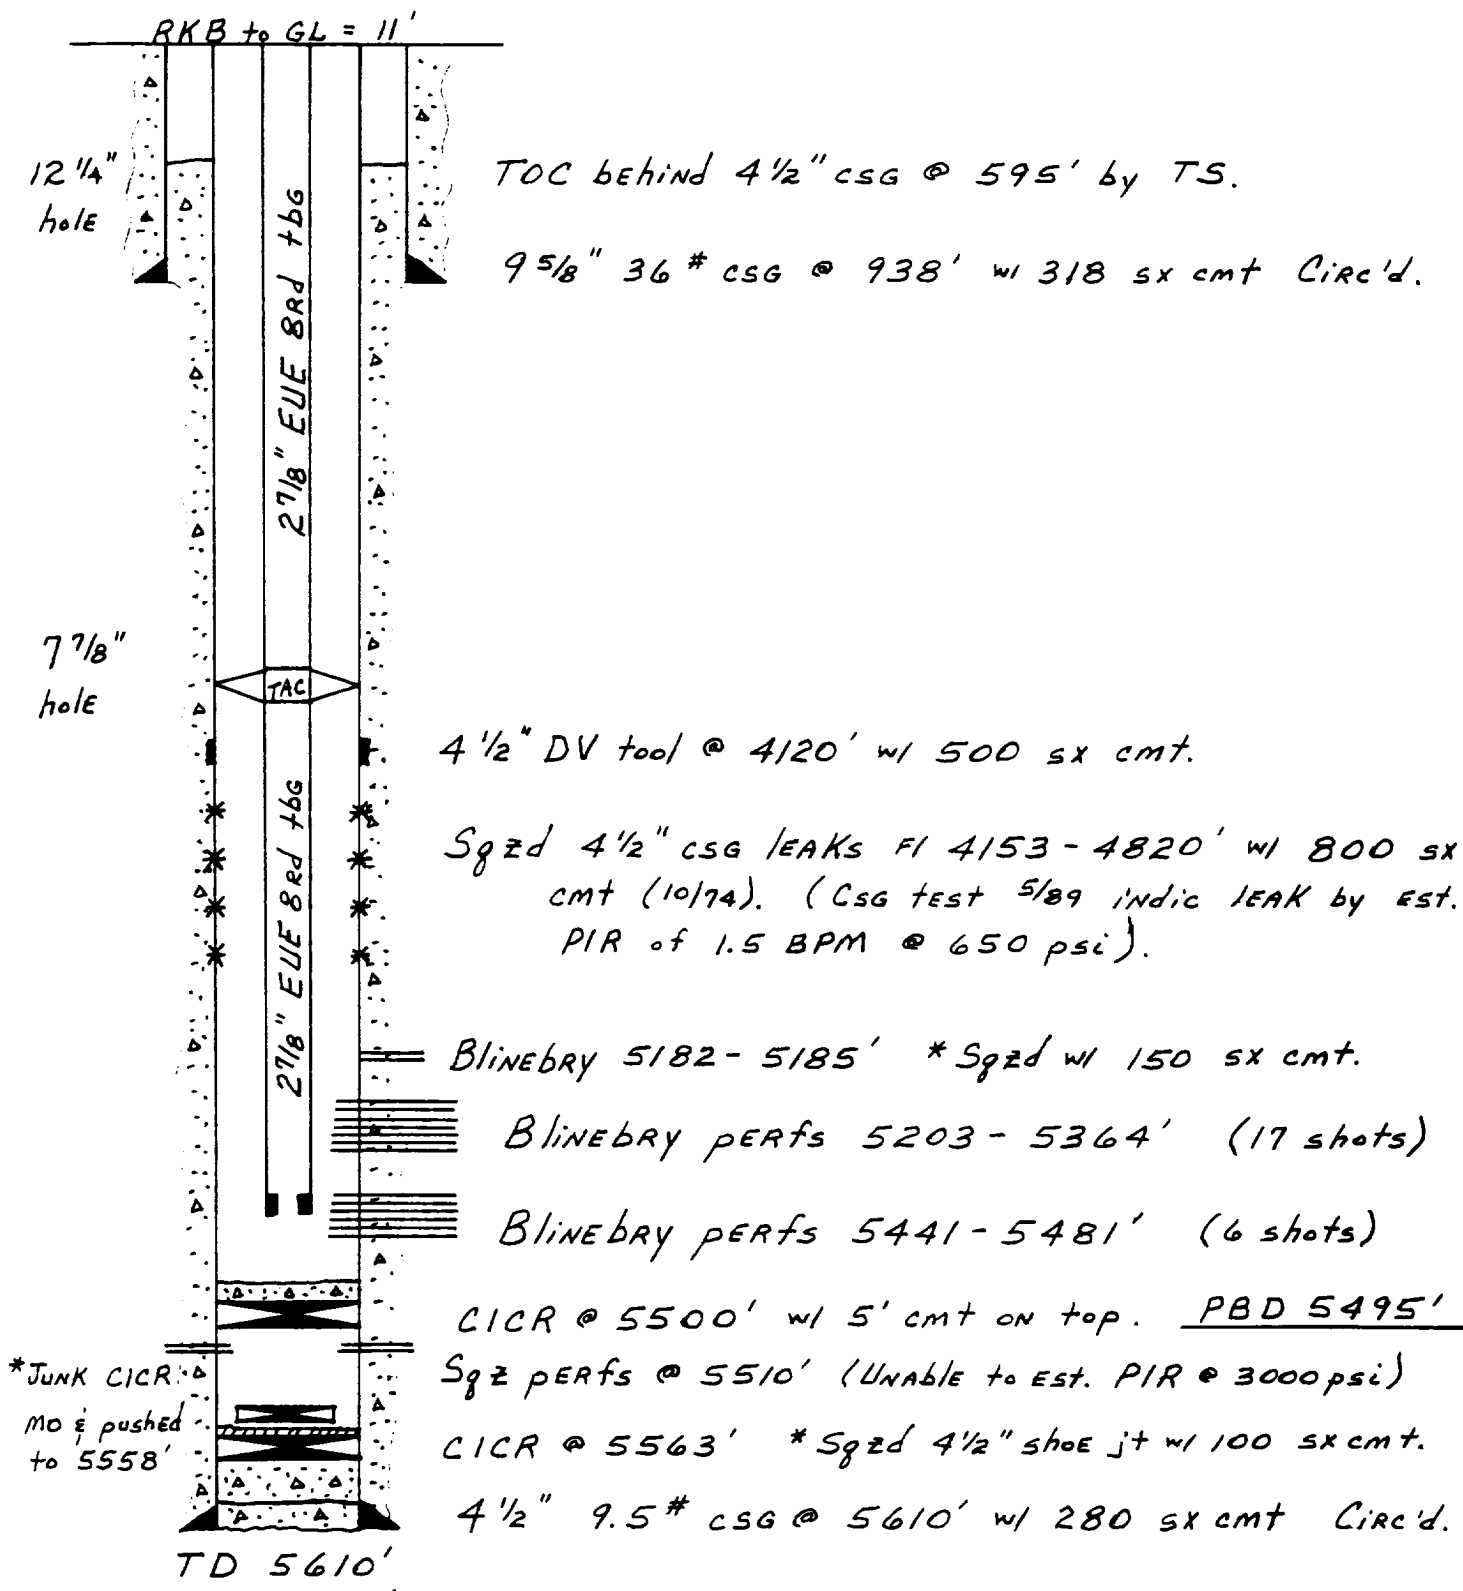 RKB to GL = 11'
12 1/4"
hole
TOC behind 4 1/2" csg @ 595' by TS.
9 5/8" 36# csg @ 938' w/ 318 sx cmt Circ'd.
2 7/8" EUE 8Rd tbg
7 7/8"
hole
TAC
4 1/2" DV tool @ 4120' w/ 500 sx cmt.
2 7/8" EUE 8Rd tbg
Sqzd 4 1/2" csg leaks F/ 4153-4820' w/ 800 sx
cmt (10/74). (Csg test 5/89 indic leak by est.
PIR of 1.5 BPM @ 650 psi).
Blinebry 5182-5185' * Sqzd w/ 150 sx cmt.
Blinebry perfs 5203-5364' (17 shots)
Blinebry perfs 5441-5481' (6 shots)
CICR @ 5500' w/ 5' cmt on top. PBD 5495'
Sqz perfs @ 5510' (Unable to Est. PIR @ 3000 psi)
*Junk CICR
MO & pushed
to 5558'
CICR @ 5563' * Sqzd 4 1/2" shoe jt w/ 100 sx cmt.
4 1/2" 9.5# csg @ 5610' w/ 280 sx cmt Circ'd.
TD 5610'